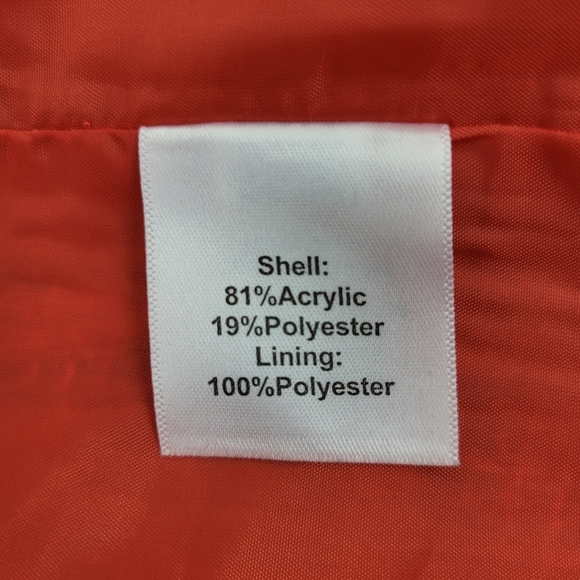 Shell:
81%Acrylic
19%Polyester
Lining:
100%Polyester